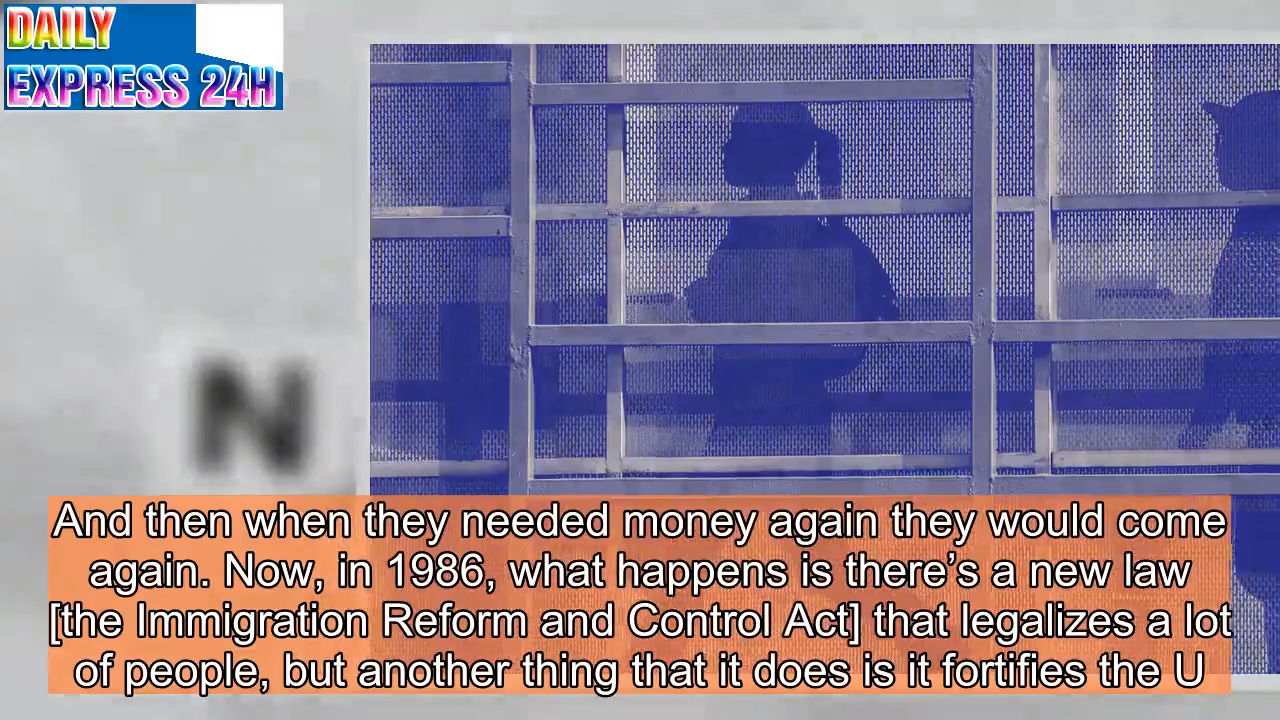 DAILY
EXPRESS 24H
N
And then when they needed money again they would come
again. Now, in 1986, what happens is there’s a new law
[the Immigration Reform and Control Act] that legalizes a lot
of people, but another thing that it does is it fortifies the U